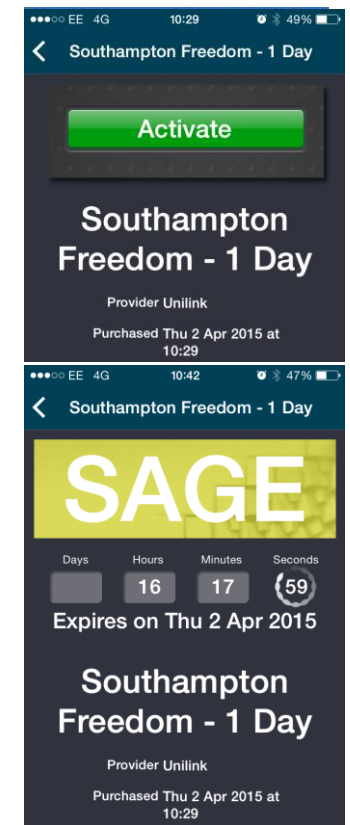 EE 4G 10:29 49%
Southampton Freedom - 1 Day
Activate
Southampton
Freedom - 1 Day
Provider Unilink
Purchased Thu 2 Apr 2015 at
10:29
EE 4G 10:42 47%
Southampton Freedom - 1 Day
SAGE
Days Hours Minutes Seconds
16 17 59
Expires on Thu 2 Apr 2015
Southampton
Freedom - 1 Day
Provider Unilink
Purchased Thu 2 Apr 2015 at
10:29